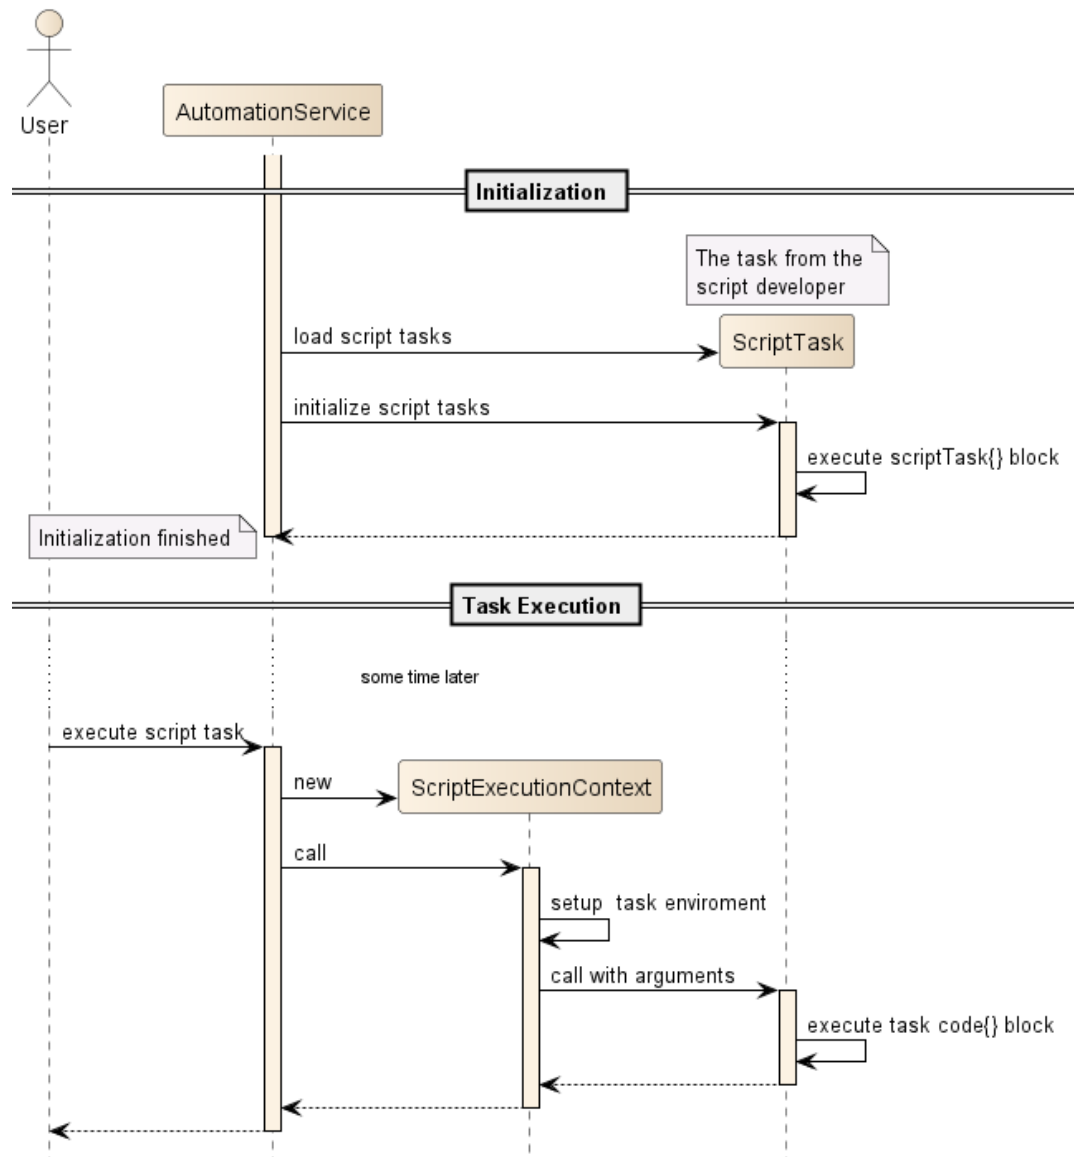 User
AutomationService
Initialization
The task from the
script developer
load script tasks
ScriptTask
initialize script tasks
execute scriptTask{} block
Initialization finished
Task Execution
some time later
execute script task
new
ScriptExecutionContext
call
setup  task enviroment
call with arguments
execute task code{} block